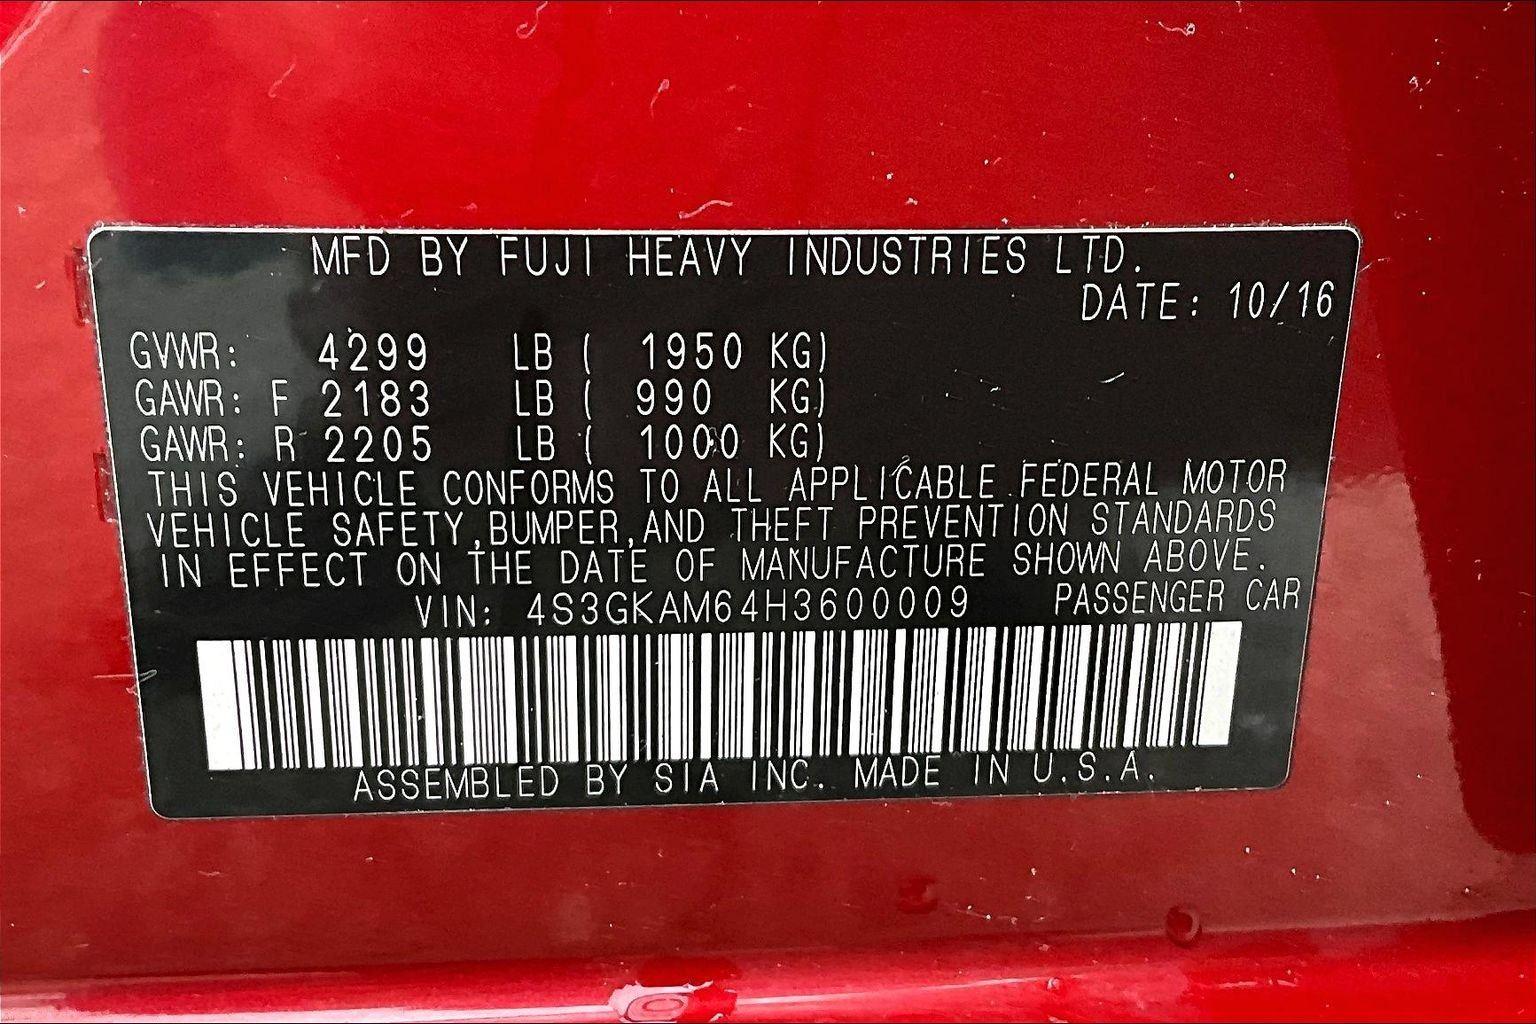 MFD BY FUJI HEAVY INDUSTRIES LTD.
DATE: 10/16
GVWR: 4299 LB ( 1950 KG)
GAWR: F 2183 LB ( 990 KG)
GAWR: R 2205 LB ( 1000 KG)
THIS VEHICLE CONFORMS TO ALL APPLICABLE FEDERAL MOTOR
VEHICLE SAFETY,BUMPER,AND THEFT PREVENTION STANDARDS
IN EFFECT ON THE DATE OF MANUFACTURE SHOWN ABOVE.
VIN: 4S3GKAM64H3600009 PASSENGER CAR
ASSEMBLED BY SIA INC. MADE IN U.S.A.